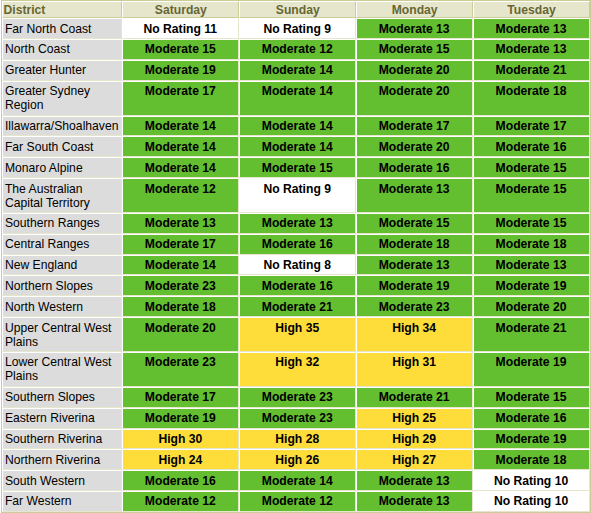 District Saturday Sunday Monday Tuesday
Far North Coast No Rating 11 No Rating 9 Moderate 13 Moderate 13
North Coast Moderate 15 Moderate 12 Moderate 15 Moderate 13
Greater Hunter Moderate 19 Moderate 14 Moderate 20 Moderate 21
Greater Sydney Moderate 17 Moderate 14 Moderate 20 Moderate 18
Region
Illawarra/Shoalhaven Moderate 14 Moderate 14 Moderate 17 Moderate 17
Far South Coast Moderate 14 Moderate 14 Moderate 20 Moderate 16
Monaro Alpine Moderate 14 Moderate 15 Moderate 16 Moderate 15
The Australian Moderate 12 No Rating 9 Moderate 13 Moderate 15
Capital Territory
Southern Ranges Moderate 13 Moderate 13 Moderate 15 Moderate 15
Central Ranges Moderate 17 Moderate 16 Moderate 18 Moderate 18
New England Moderate 14 No Rating 8 Moderate 13 Moderate 13
Northern Slopes Moderate 23 Moderate 16 Moderate 19 Moderate 19
North Western Moderate 18 Moderate 21 Moderate 23 Moderate 20
Upper Central West Moderate 20 High 35 High 34 Moderate 21
Plains
Lower Central West Moderate 23 High 32 High 31 Moderate 19
Plains
Southern Slopes Moderate 17 Moderate 23 Moderate 21 Moderate 15
Eastern Riverina Moderate 19 Moderate 23 High 25 Moderate 16
Southern Riverina High 30 High 28 High 29 Moderate 19
Northern Riverina High 24 High 26 High 27 Moderate 18
South Western Moderate 16 Moderate 14 Moderate 13 No Rating 10
Far Western Moderate 12 Moderate 12 Moderate 13 No Rating 10